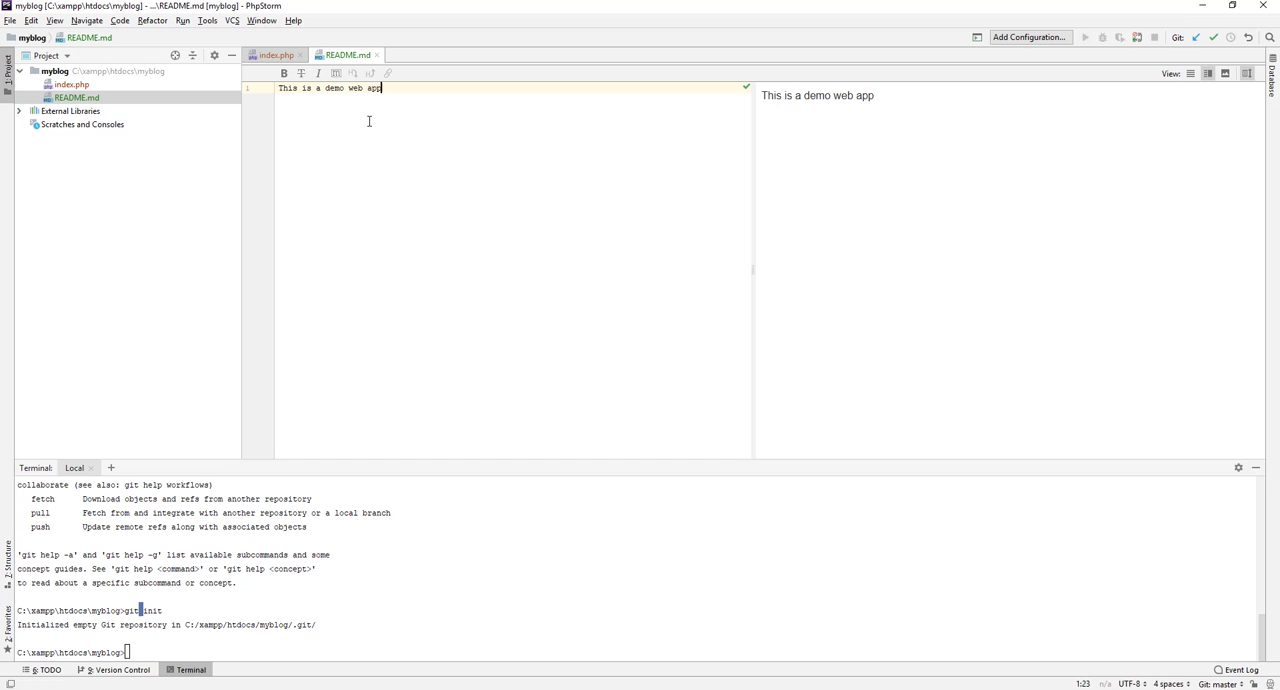 myblog [C:\xampp\htdocs\myblog] - ...\README.md [myblog] - PhpStorm
File Edit View Navigate Code Refactor Run Tools VCS Window Help
myblog README.md Add Configuration... Git:
1: Project
Project
index.php README.md
Database
myblog C:\xampp\htdocs\myblog
View:
index.php
README.md
External Libraries
Scratches and Consoles
1 This is a demo web app
This is a demo web app
Terminal: Local
collaborate (see also: git help workflows)
fetch Download objects and refs from another repository
pull Fetch from and integrate with another repository or a local branch
push Update remote refs along with associated objects
'git help -a' and 'git help -g' list available subcommands and some
concept guides. See 'git help <command>' or 'git help <concept>'
to read about a specific subcommand or concept.
C:\xampp\htdocs\myblog>git init
Initialized empty Git repository in C:/xampp/htdocs/myblog/.git/
C:\xampp\htdocs\myblog>
7: Structure
2: Favorites
6: TODO 9: Version Control Terminal Event Log
1:23 n/a UTF-8 4 spaces Git: master